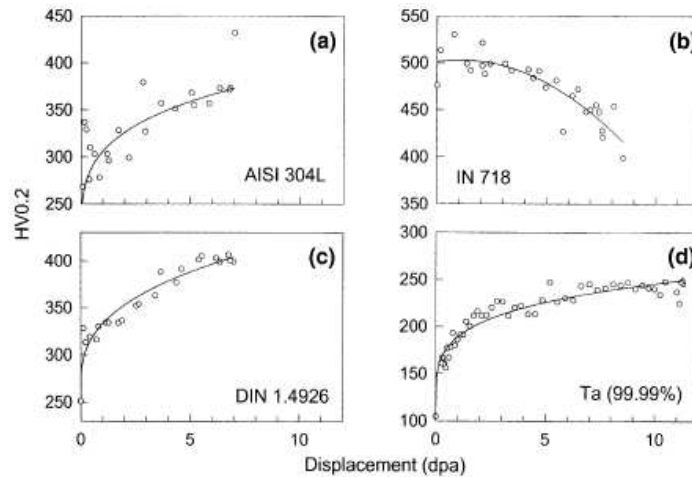 450
400
350
300
250
(a)
AISI 304L
550
500
450
400
350
(b)
IN 718
HV0.2
400
350
300
250
(c)
DIN 1.4926
0
5
10
300
250
200
150
100
(d)
Ta (99.99%)
0
5
10
Displacement (dpa)